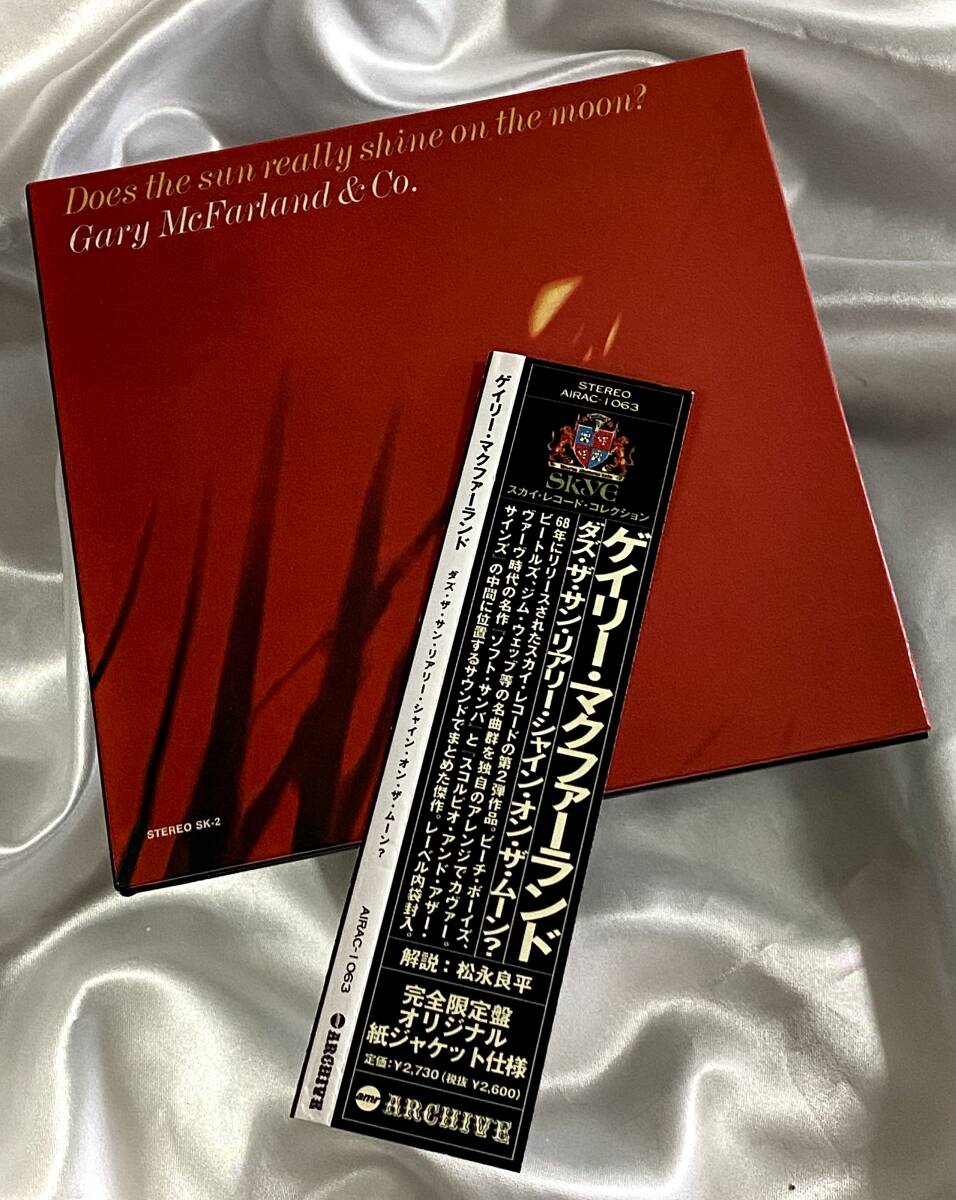 Does the sun really shine on the moon?
Gary McFarland & Co.
STEREO SK-2
STEREO
AIRAC-1063
SKYE
スカイ・レコード・コレクション
ゲイリー・マクファーランド
ダズ・ザ・サン・リアリー・シャイン・オン・ザ・ムーン?
68年にリリースされたスカイ・レコードの第2弾作品。ビーチ・ボーイズ、
ビートルズ、ジム・ウェッブ等の名曲群を独自のアレンジでカヴァー。
ヴァーヴ時代の名作「ソフト・サンバ」と「スコルピオ・アンド・アザー・
サインズ」の中間に位置するサウンドでまとめた傑作。レーベル内袋封入。
解説:松永良平
完全限定盤
オリジナル
紙ジャケット仕様
定価:¥2,730(税抜 ¥2,600)
amr ARCHIVE
ゲイリー・マクファーランド ダズ・ザ・サン・リアリー・シャイン・オン・ザ・ムーン? AIRAC-1063 ARCHIVE